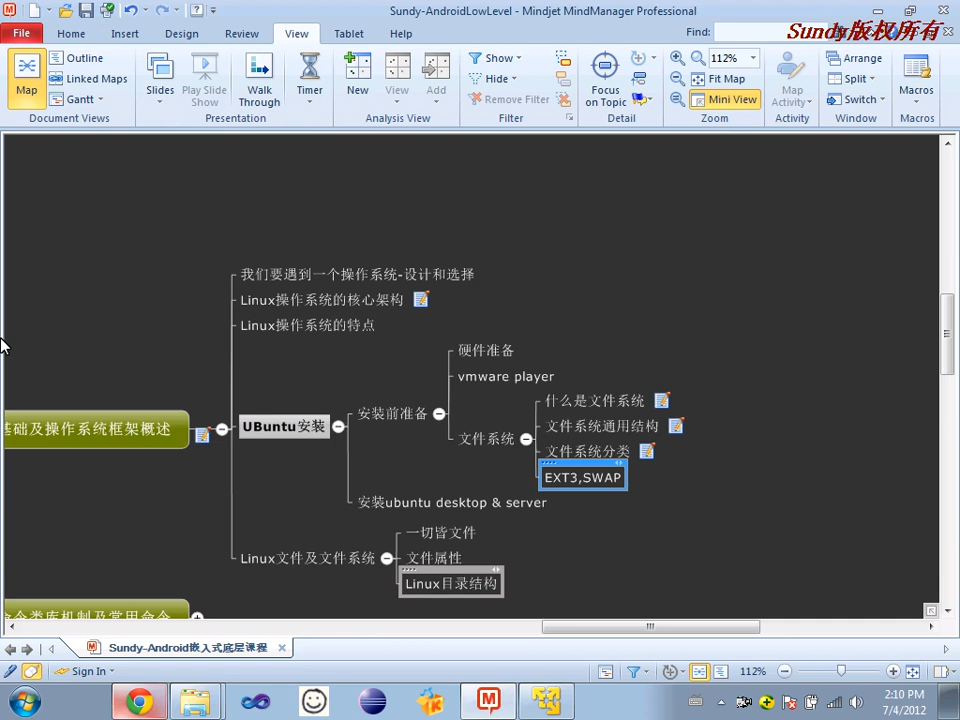 Sundy-AndroidLowLevel - Mindjet MindManager Professional
File Home Insert Design Review View Tablet Help Find:
Sundy版权所有
Map
Outline
Linked Maps
Gantt
Document Views
Slides
Play Slide Show
Walk Through
Timer
Presentation
New
View
Add
Analysis View
Show
Hide
Remove Filter
Filter
Focus on Topic
Detail
112%
Fit Map
Mini View
Zoom
Map Activity
Activity
Arrange
Split
Switch
Window
Macros
Macros
我们要遇到一个操作系统-设计和选择
Linux操作系统的核心架构
Linux操作系统的特点
硬件准备
vmware player
什么是文件系统
安装前准备
UBuntu安装
基础及操作系统框架概述
文件系统通用结构
文件系统
文件系统分类
EXT3,SWAP
安装ubuntu desktop & server
一切皆文件
Linux文件及文件系统
文件属性
Linux目录结构
命令类库机制及常用命令
Sundy-Android嵌入式底层课程
Sign In
112%
2:10 PM
7/4/2012